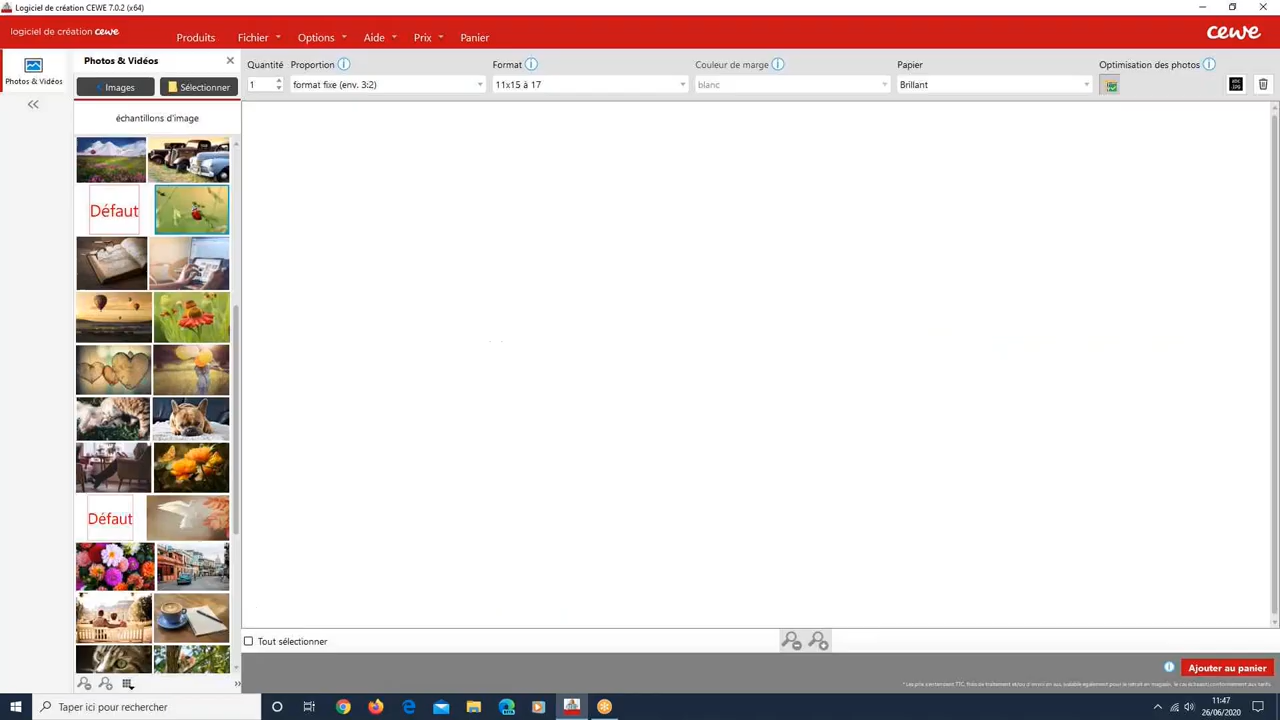 Logiciel de création CEWE 7.0.2 (x64)
logiciel de création cewe
Produits
Fichier
Options
Aide
Prix
Panier
cewe
Photos & Vidéos
Photos & Vidéos
Images
Sélectionner
échantillons d'image
Défaut
Défaut
Quantité
1
Proportion
format fixe (env. 3:2)
Format
11x15 à 17
Couleur de marge
blanc
Papier
Brillant
Optimisation des photos
Tout sélectionner
Ajouter au panier
Taper ici pour rechercher
11:47
26/06/2020